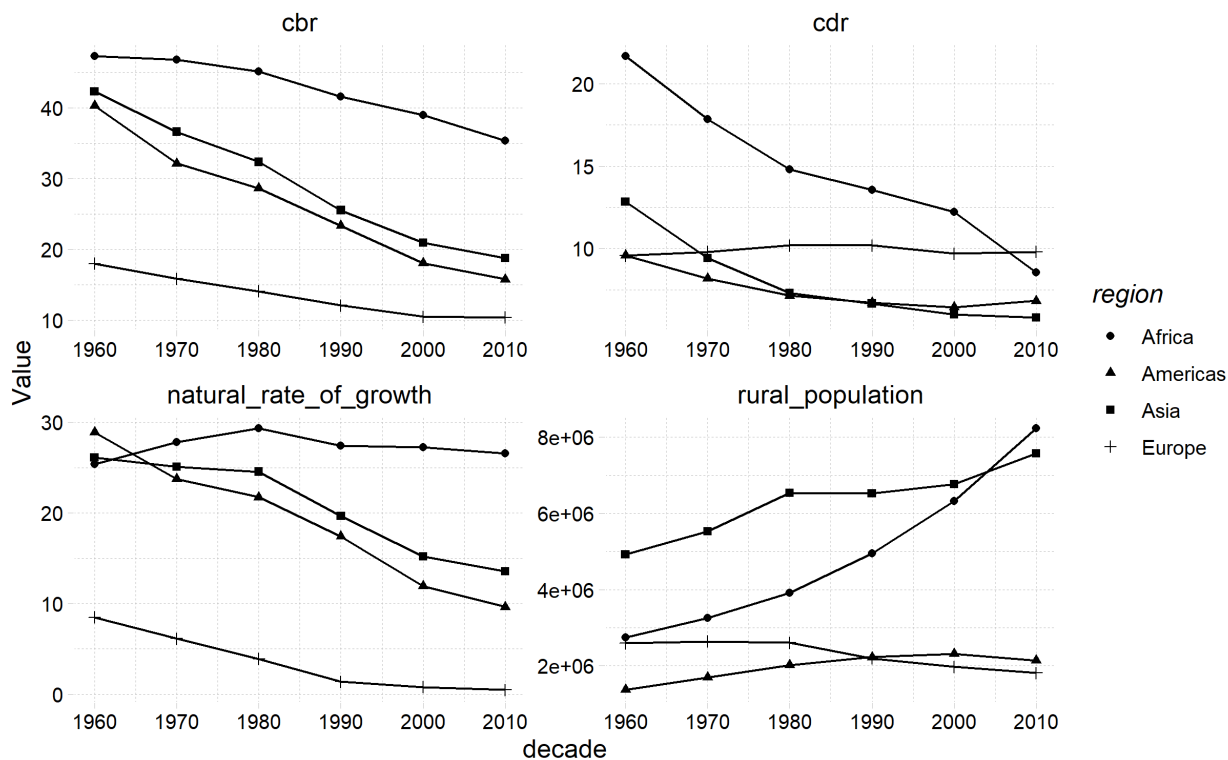 cbr
cdr
40
30
20
10
1960 1970 1980 1990 2000 2010
20
15
10
1960 1970 1980 1990 2000 2010
natural_rate_of_growth
rural_population
30
20
10
0
1960 1970 1980 1990 2000 2010
8e+06
6e+06
4e+06
2e+06
1960 1970 1980 1990 2000 2010
Value
decade
region
Africa
Americas
Asia
Europe